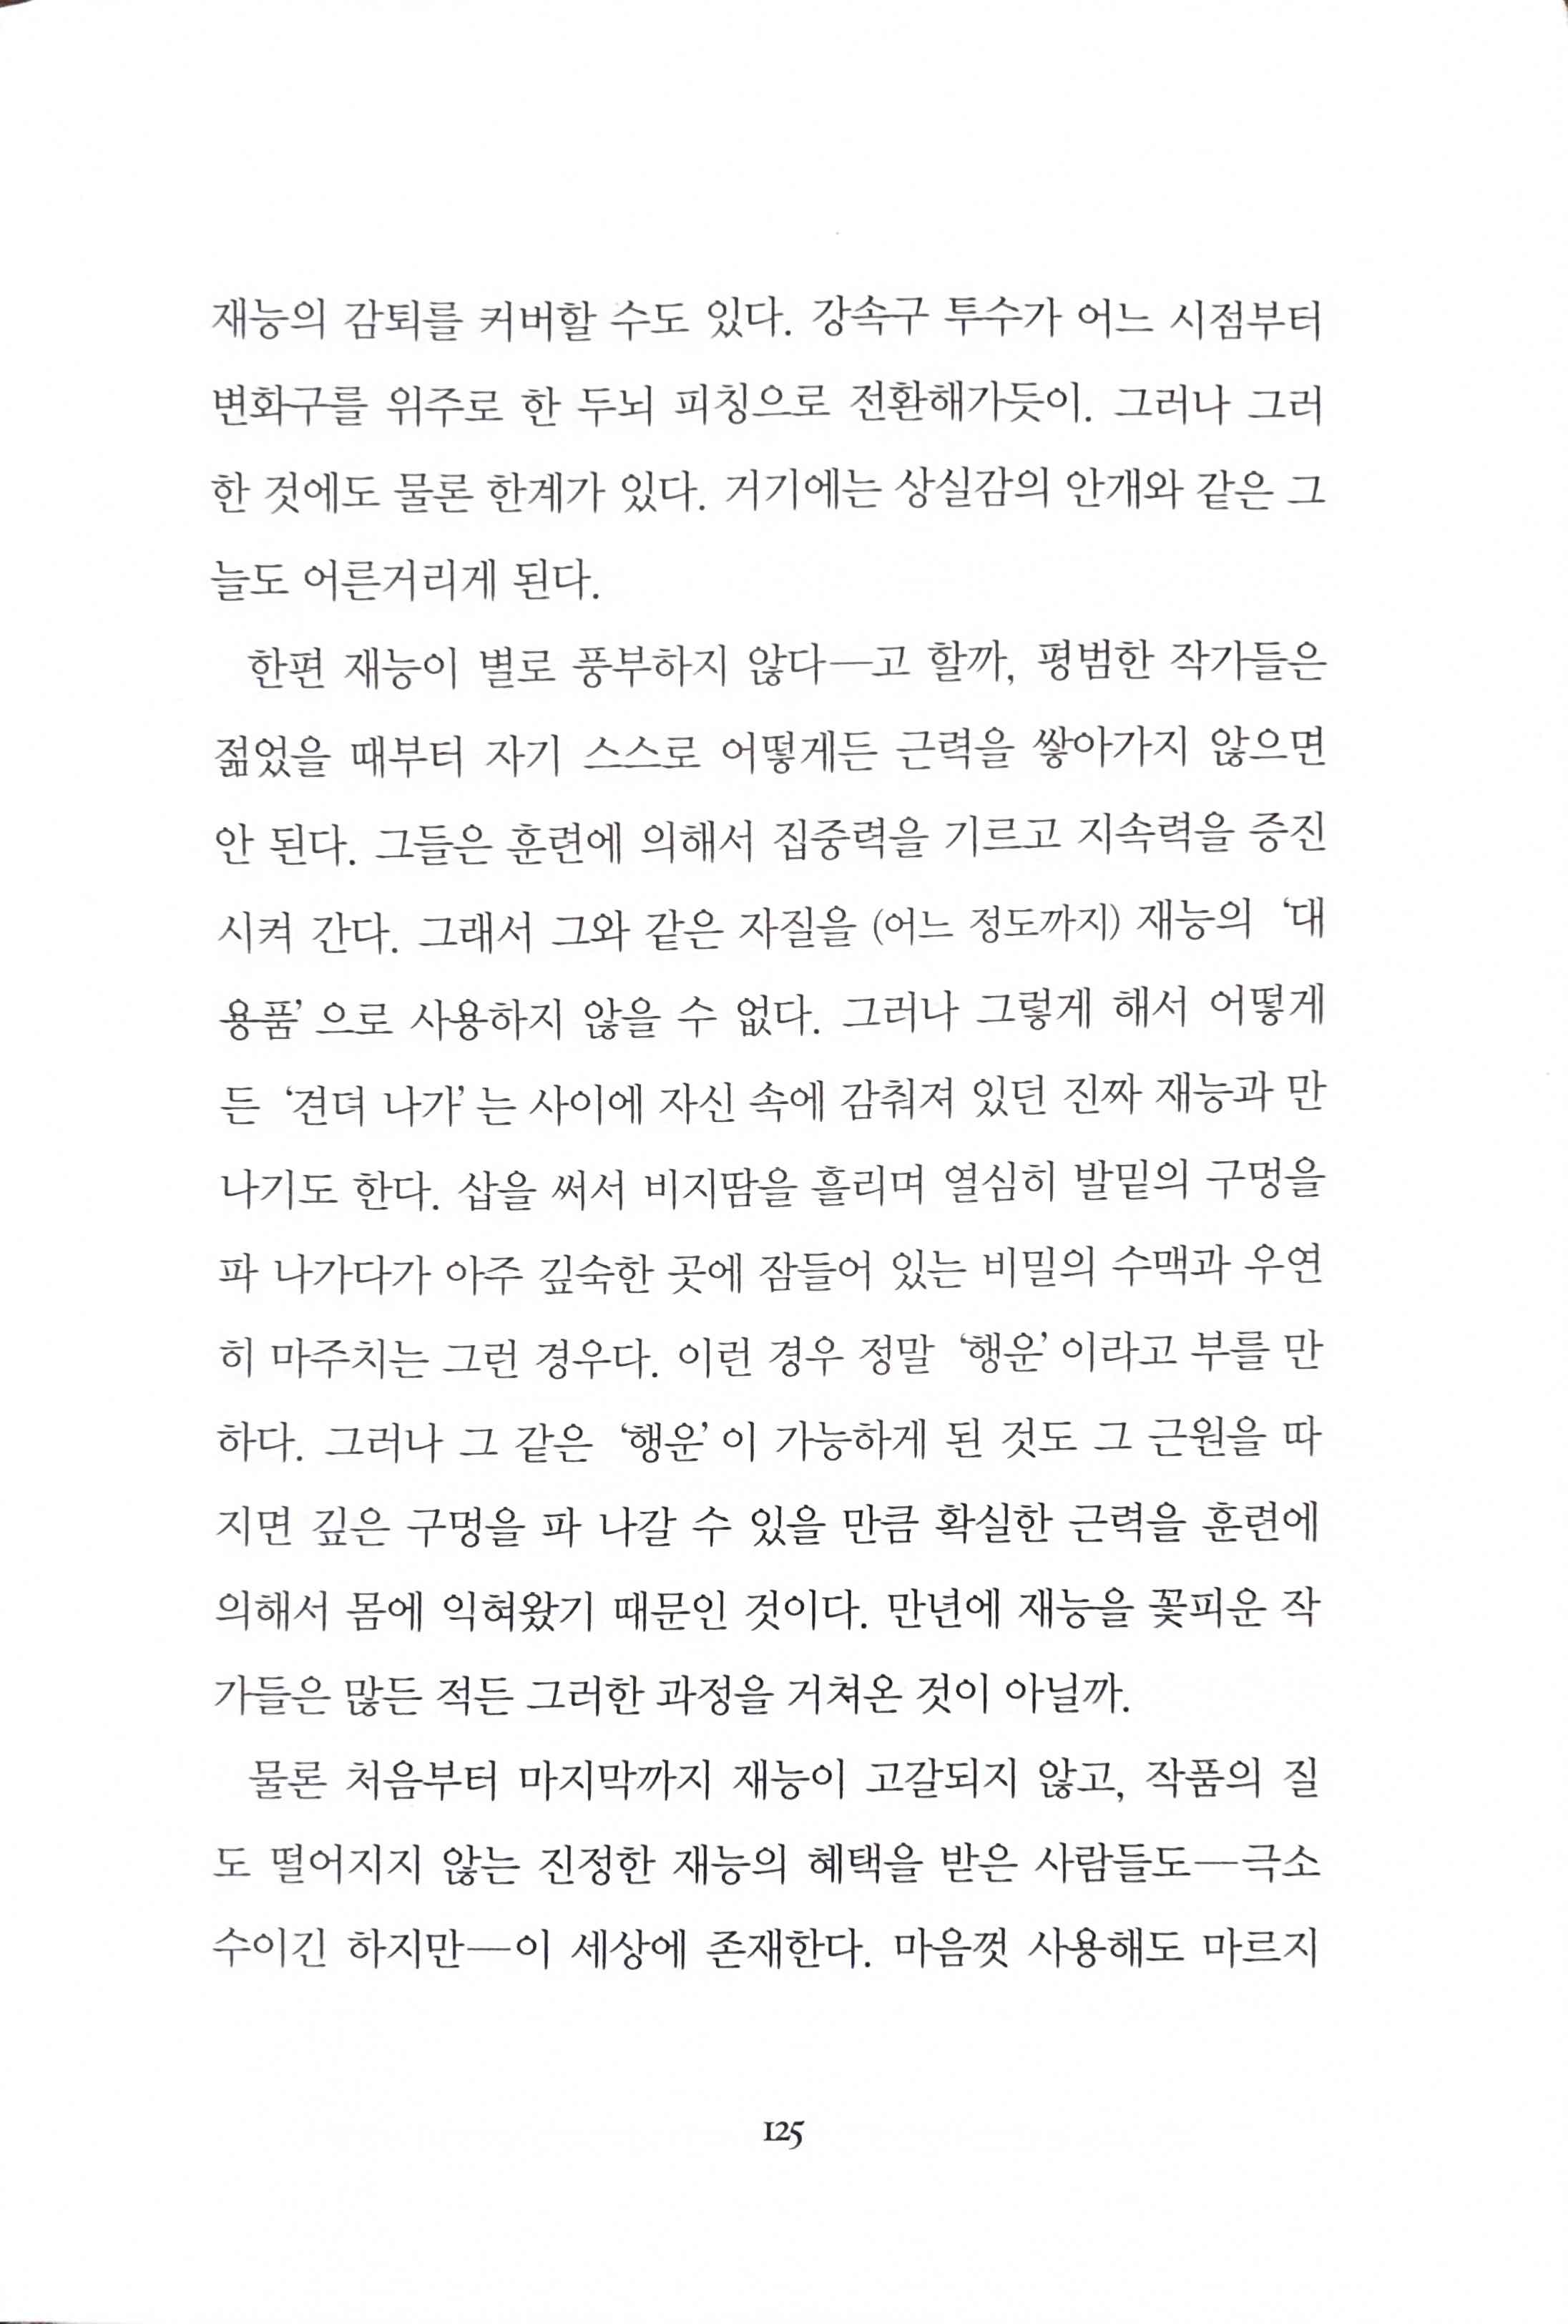 재능의 감퇴를 커버할 수도 있다. 강속구 투수가 어느 시점부터
변화구를 위주로 한 두뇌 피칭으로 전환해가듯이. 그러나 그러
한 것에도 물론 한계가 있다. 거기에는 상실감의 안개와 같은 그
늘도 어른거리게 된다.
한편 재능이 별로 풍부하지 않다—고 할까, 평범한 작가들은
젊었을 때부터 자기 스스로 어떻게든 근력을 쌓아가지 않으면
안 된다. 그들은 훈련에 의해서 집중력을 기르고 지속력을 증진
시켜 간다. 그래서 그와 같은 자질을 (어느 정도까지) 재능의 ‘대
용품’으로 사용하지 않을 수 없다. 그러나 그렇게 해서 어떻게
든 ‘견뎌 나가’는 사이에 자신 속에 감춰져 있던 진짜 재능과 만
나기도 한다. 삽을 써서 비지땀을 흘리며 열심히 발밑의 구멍을
파 나가다가 아주 깊숙한 곳에 잠들어 있는 비밀의 수맥과 우연
히 마주치는 그런 경우다. 이런 경우 정말 ‘행운’이라고 부를 만
하다. 그러나 그 같은 ‘행운’이 가능하게 된 것도 그 근원을 따
지면 깊은 구멍을 파 나갈 수 있을 만큼 확실한 근력을 훈련에
의해서 몸에 익혀왔기 때문인 것이다. 만년에 재능을 꽃피운 작
가들은 많든 적든 그러한 과정을 거쳐온 것이 아닐까.
물론 처음부터 마지막까지 재능이 고갈되지 않고, 작품의 질
도 떨어지지 않는 진정한 재능의 혜택을 받은 사람들도—극소
수이긴 하지만—이 세상에 존재한다. 마음껏 사용해도 마르지
125